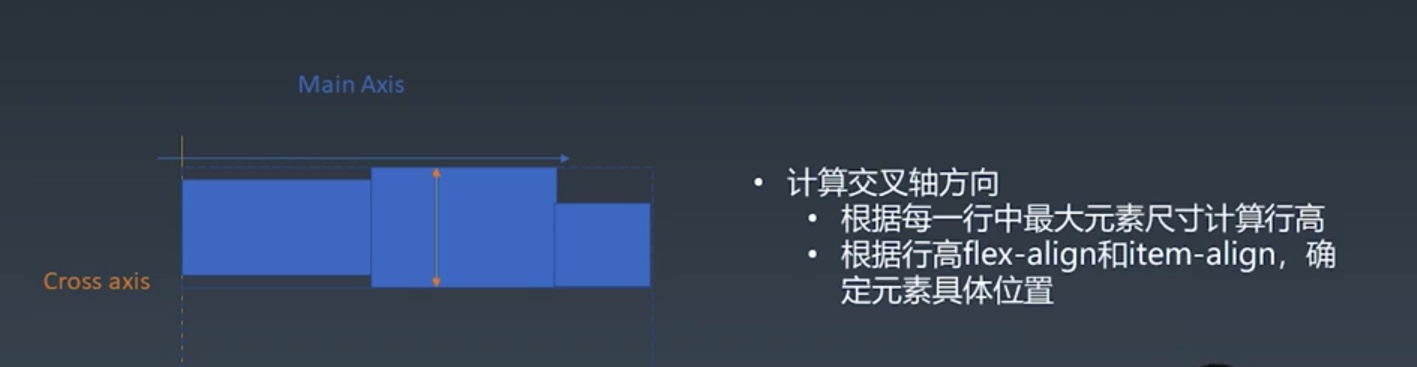 Main Axis
Cross axis
• 计算交叉轴方向
• 根据每一行中最大元素尺寸计算行高
• 根据行高flex-align和item-align，确
定元素具体位置